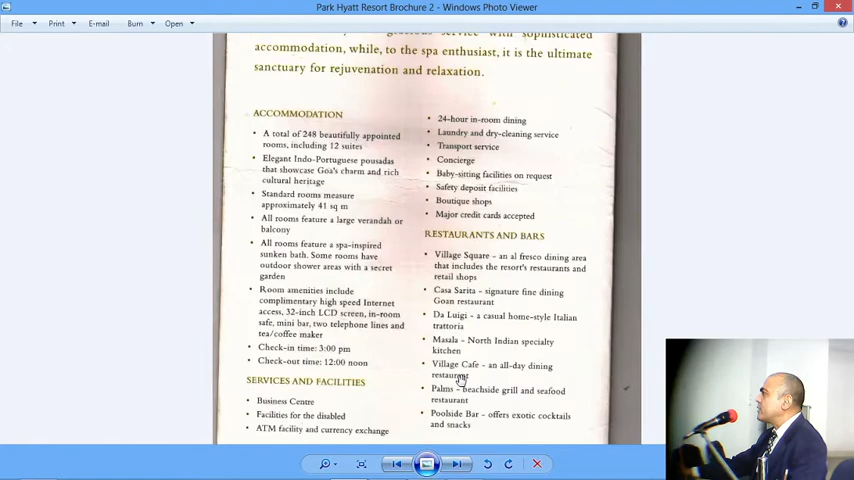 Park Hyatt Resort Brochure 2 - Windows Photo Viewer
File Print E-mail Burn Open
service with sophisticated
accommodation, while, to the spa enthusiast, it is the ultimate
sanctuary for rejuvenation and relaxation.
ACCOMMODATION
• A total of 248 beautifully appointed
rooms, including 12 suites
• Elegant Indo-Portuguese pousadas
that showcase Goa's charm and rich
cultural heritage
• Standard rooms measure
approximately 41 sq m
• All rooms feature a large verandah or
balcony
• All rooms feature a spa-inspired
sunken bath. Some rooms have
outdoor shower areas with a secret
garden
• Room amenities include
complimentary high speed Internet
access, 32-inch LCD screen, in-room
safe, mini bar, two telephone lines and
tea/coffee maker
• Check-in time: 3:00 pm
• Check-out time: 12:00 noon
SERVICES AND FACILITIES
• Business Centre
• Facilities for the disabled
• ATM facility and currency exchange
• 24-hour in-room dining
• Laundry and dry-cleaning service
• Transport service
• Concierge
• Baby-sitting facilities on request
• Safety deposit facilities
• Boutique shops
• Major credit cards accepted
RESTAURANTS AND BARS
• Village Square - an al fresco dining area
that includes the resort's restaurants and
retail shops
• Casa Sarita - signature fine dining
Goan restaurant
• Da Luigi - a casual home-style Italian
trattoria
• Masala - North Indian specialty
kitchen
• Village Cafe - an all-day dining
restaurant
• Palms - beachside grill and seafood
restaurant
• Poolside Bar - offers exotic cocktails
and snacks